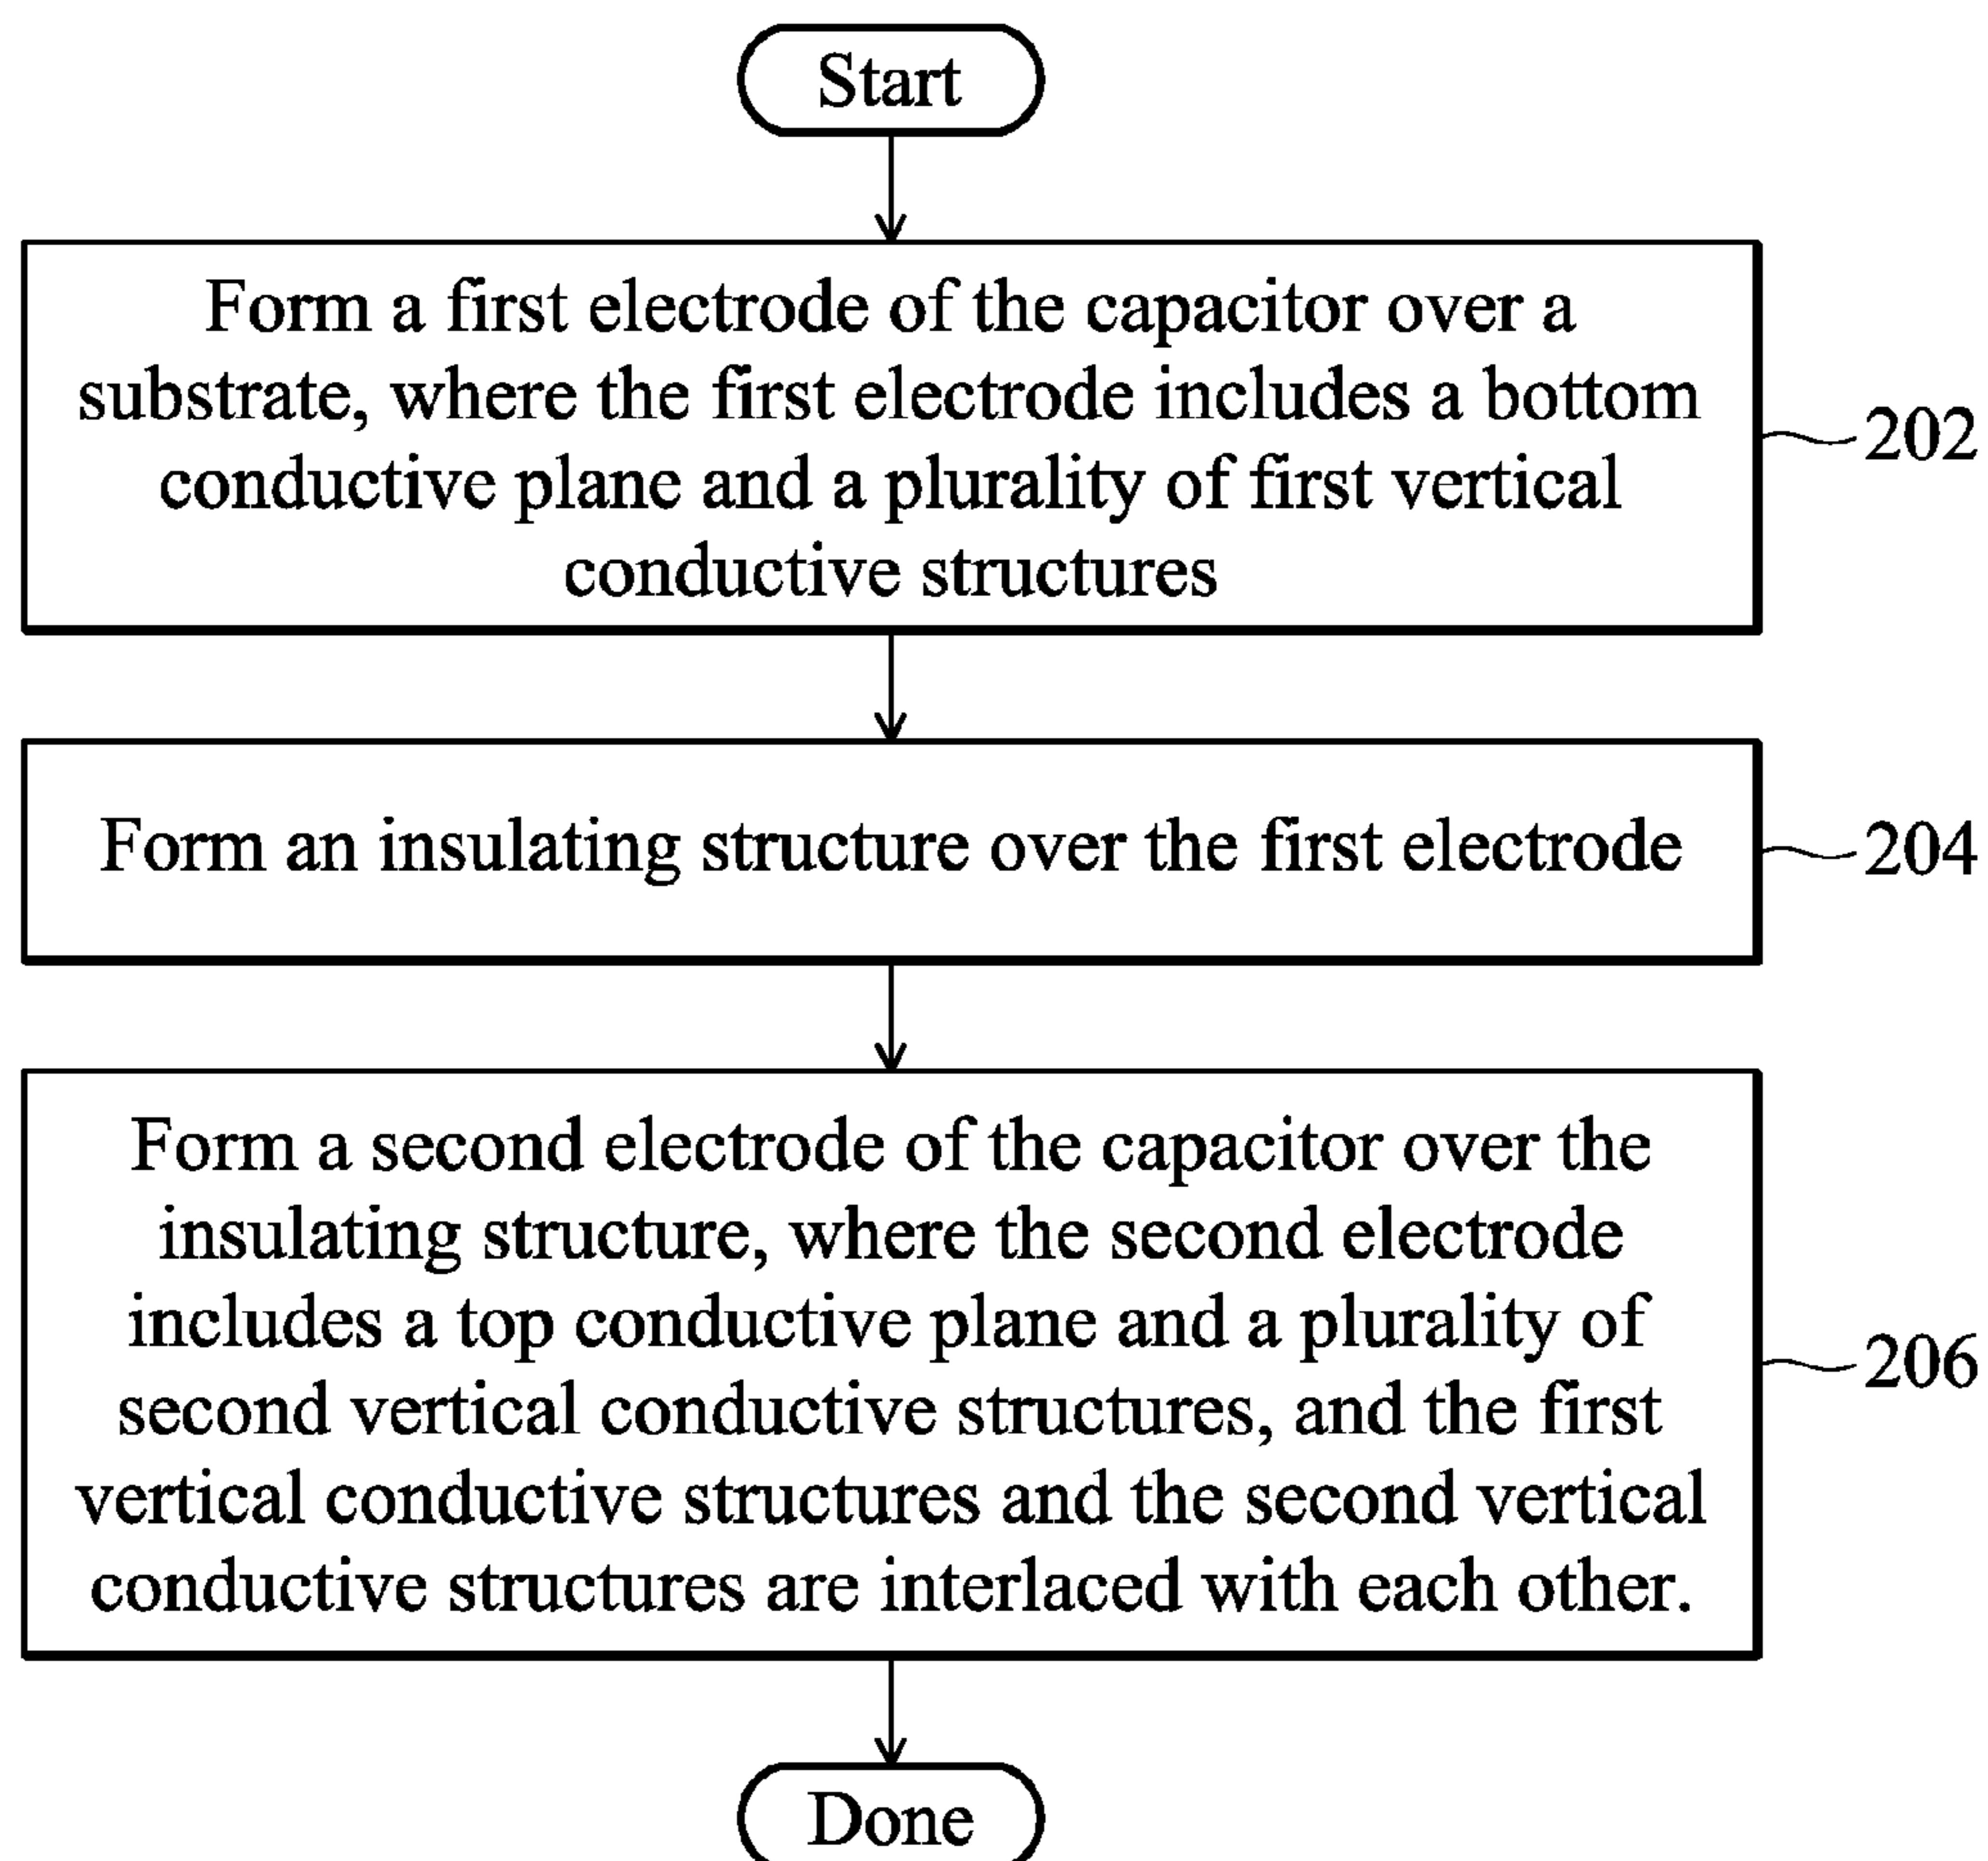 Start
Form a first electrode of the capacitor over a
substrate, where the first electrode includes a bottom
conductive plane and a plurality of first vertical
conductive structures
202
Form an insulating structure over the first electrode
204
Form a second electrode of the capacitor over the
insulating structure, where the second electrode
includes a top conductive plane and a plurality of
second vertical conductive structures, and the first
vertical conductive structures and the second vertical
conductive structures are interlaced with each other.
206
Done